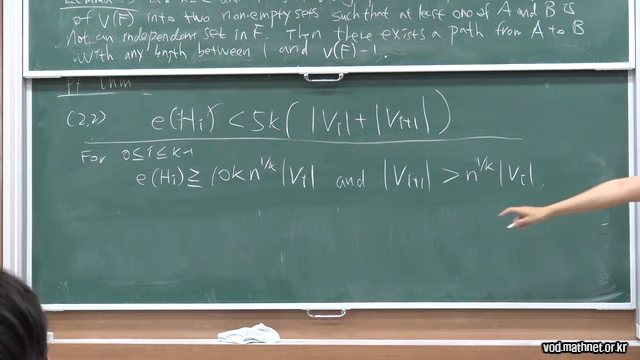 of V(F) into two non-empty sets such that at least one of A and B is
not an independent set in F. Then there exists a path from A to B
with any length between 1 and v(F)-1.
Pf Thm
(2,2) e(Hi) < 5k(|Vi|+|Vi+1|)
For 0≤i≤k-1
e(Hi) ≥ 10k n^{1/k} |Vi| and |Vi+1| > n^{1/k} |Vi|.
vod.mathnet.or.kr